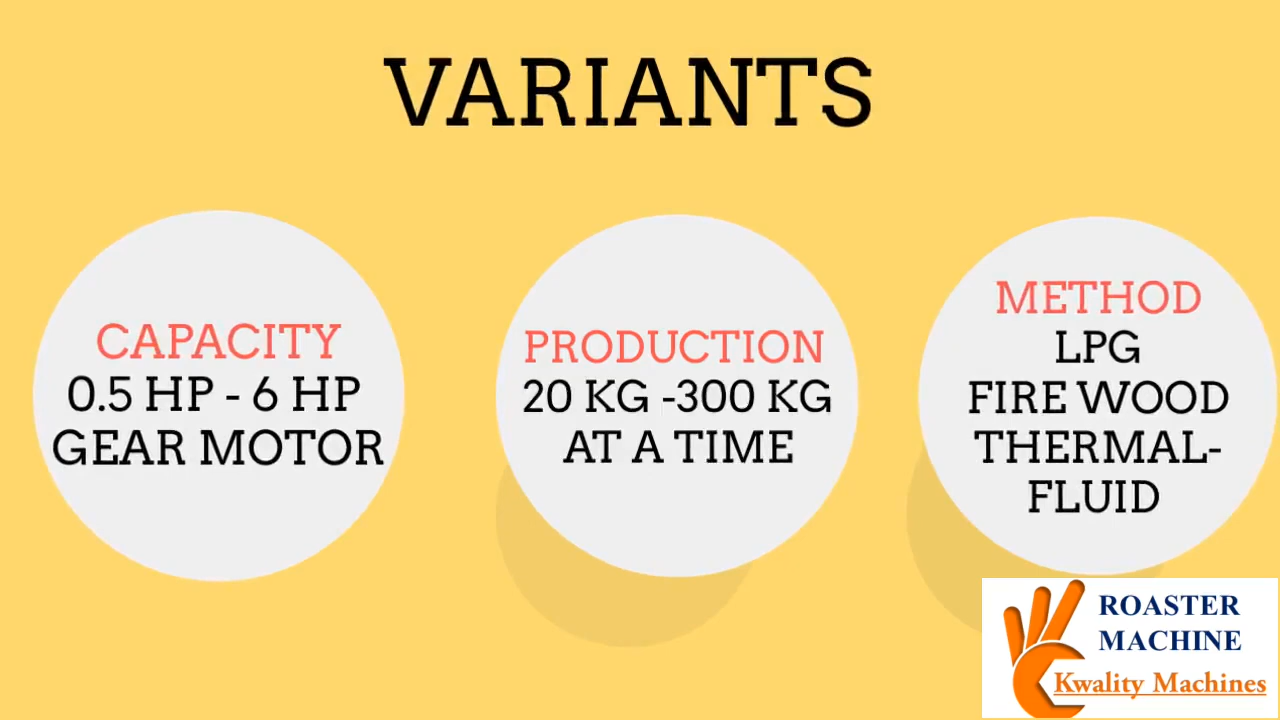 VARIANTS
CAPACITY
0.5 HP - 6 HP
GEAR MOTOR
PRODUCTION
20 KG -300 KG
AT A TIME
METHOD
LPG
FIRE WOOD
THERMAL-
FLUID
ROASTER
MACHINE
Kwality Machines